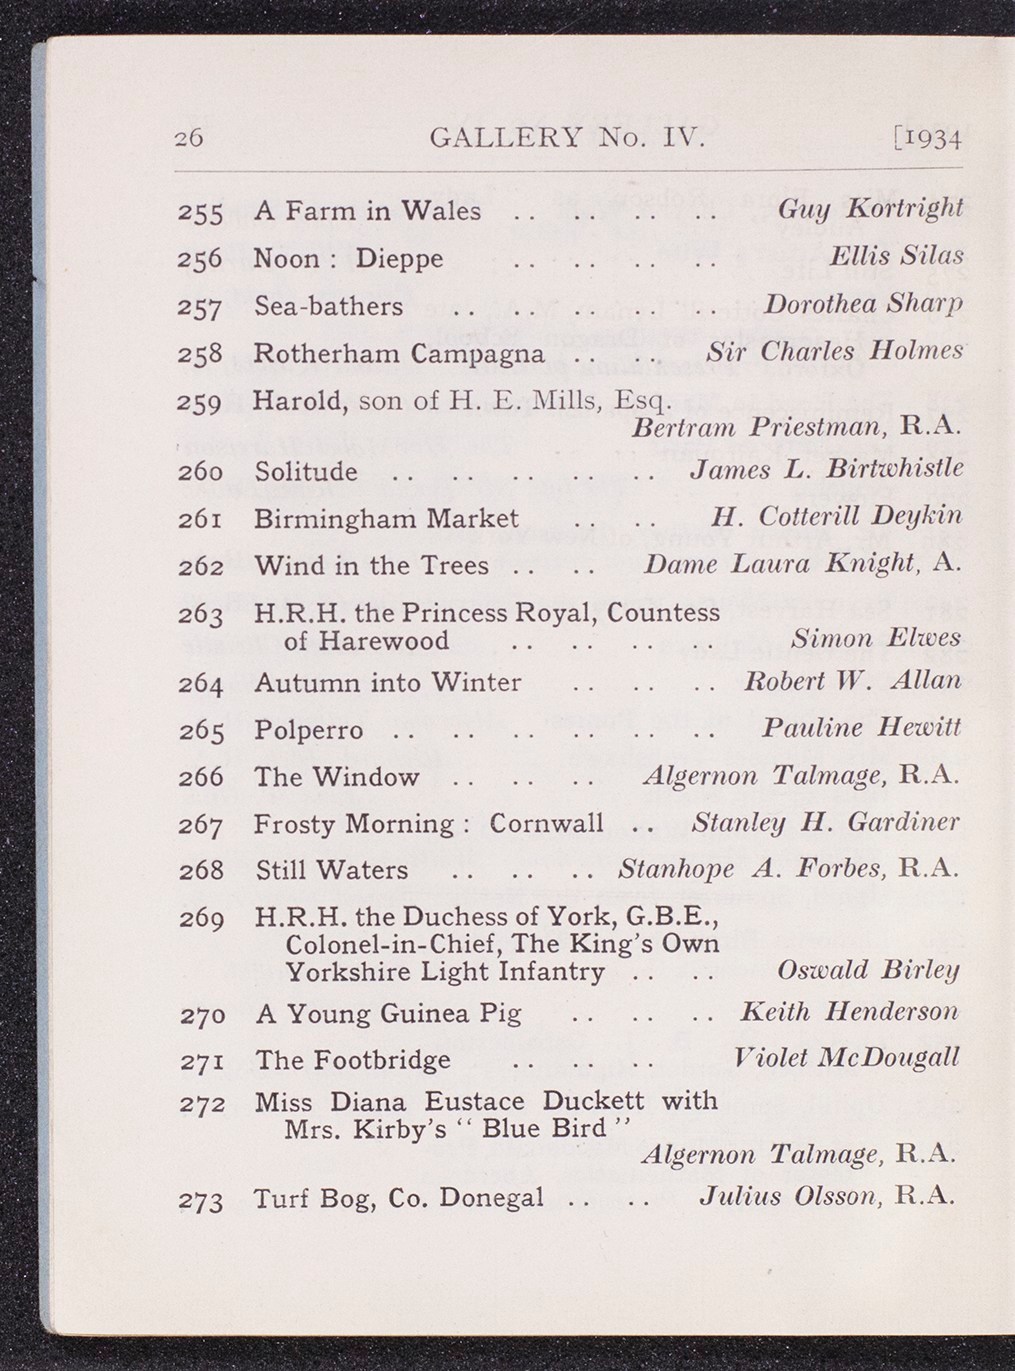 26 GALLERY No. IV. [1934
255 A Farm in Wales .. .. .. .. Guy Kortright
256 Noon : Dieppe .. .. .. .. Ellis Silas
257 Sea-bathers .. .. .. .. .. Dorothea Sharp
258 Rotherham Campagna .. .. Sir Charles Holmes
259 Harold, son of H. E. Mills, Esq.
Bertram Priestman, R.A.
260 Solitude .. .. .. .. .. James L. Birtwhistle
261 Birmingham Market .. .. H. Cotterill Deykin
262 Wind in the Trees .. .. Dame Laura Knight, A.
263 H.R.H. the Princess Royal, Countess
of Harewood .. .. .. .. Simon Elwes
264 Autumn into Winter .. .. .. Robert W. Allan
265 Polperro .. .. .. .. .. .. Pauline Hewitt
266 The Window .. .. .. Algernon Talmage, R.A.
267 Frosty Morning : Cornwall .. Stanley H. Gardiner
268 Still Waters .. .. .. Stanhope A. Forbes, R.A.
269 H.R.H. the Duchess of York, G.B.E.,
Colonel-in-Chief, The King's Own
Yorkshire Light Infantry .. .. Oswald Birley
270 A Young Guinea Pig .. .. .. Keith Henderson
271 The Footbridge .. .. .. Violet McDougall
272 Miss Diana Eustace Duckett with
Mrs. Kirby's “ Blue Bird ”
Algernon Talmage, R.A.
273 Turf Bog, Co. Donegal .. .. Julius Olsson, R.A.